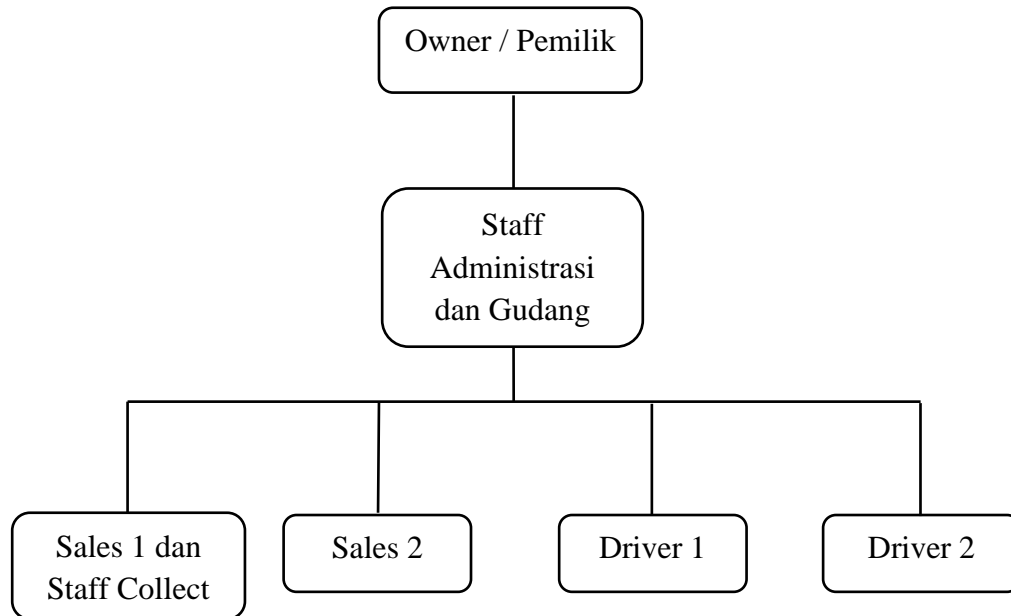 Owner / Pemilik
Staff
Administrasi
dan Gudang
Sales 1 dan
Staff Collect
Sales 2
Driver 1
Driver 2